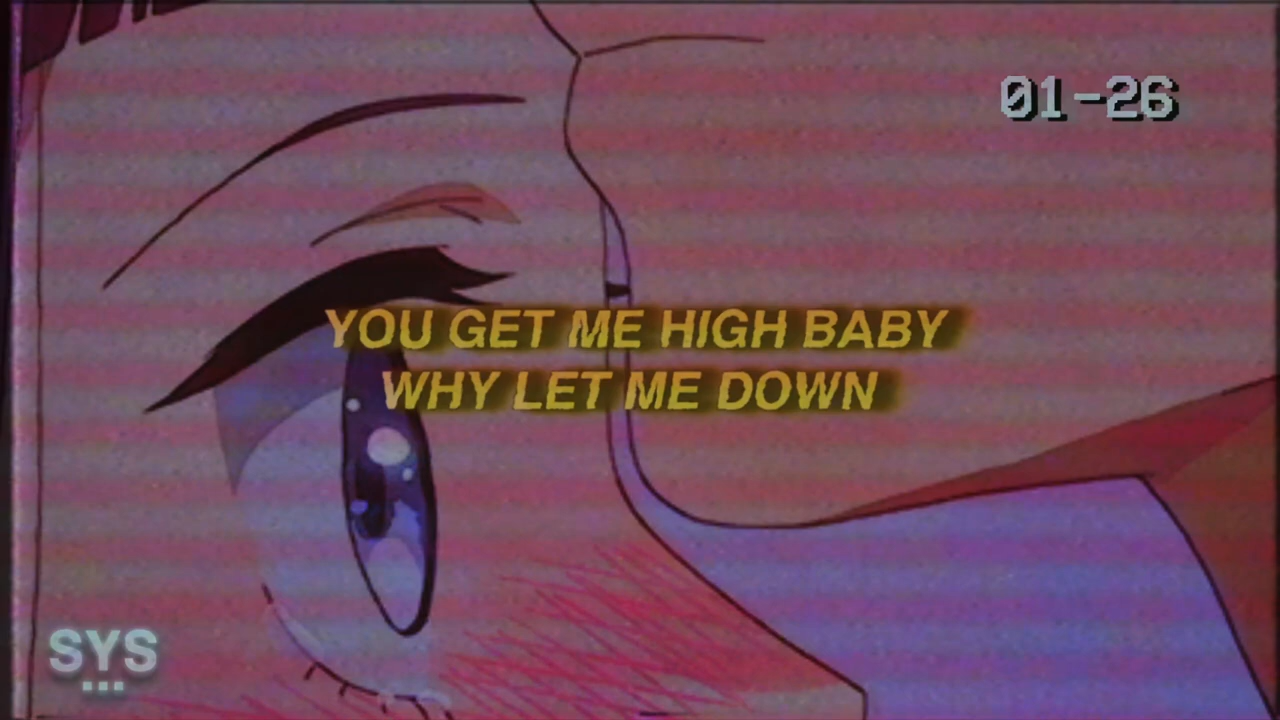 01-26
YOU GET ME HIGH BABY
WHY LET ME DOWN
SYS
...